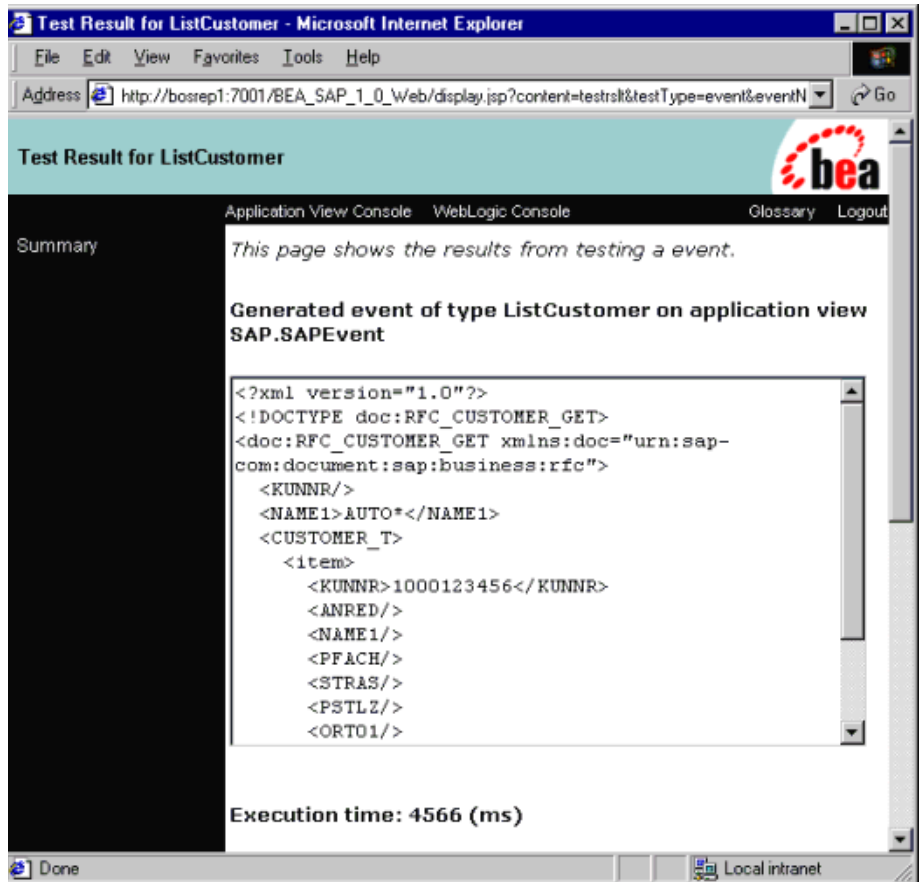 Test Result for ListCustomer - Microsoft Internet Explorer
File Edit View Favorites Tools Help
Address http://bosrep1:7001/BEA_SAP_1_0_Web/display.jsp?content=testrslt&testType=event&eventN Go
Test Result for ListCustomer
bea
Application View Console WebLogic Console Glossary Logout
Summary
This page shows the results from testing a event.
Generated event of type ListCustomer on application view
SAP.SAPEvent
<?xml version="1.0"?>
<!DOCTYPE doc:RFC_CUSTOMER_GET>
<doc:RFC_CUSTOMER_GET xmlns:doc="urn:sap-
com:document:sap:business:rfc">
<KUNNR/>
<NAME1>AUTO*</NAME1>
<CUSTOMER_T>
<item>
<KUNNR>1000123456</KUNNR>
<ANRED/>
<NAME1/>
<PFACH/>
<STRAS/>
<PSTLZ/>
<ORT01/>
Execution time: 4566 (ms)
Done Local intranet